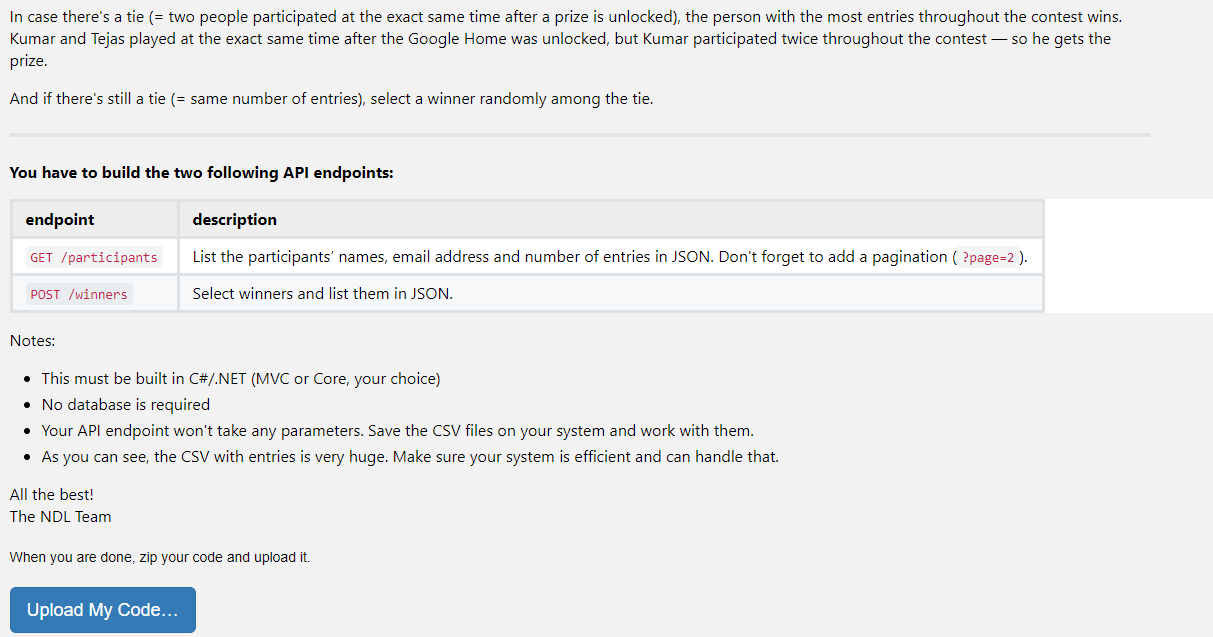 In case there's a tie (= two people participated at the exact same time after a prize is unlocked), the person with the most entries throughout the contest wins.
Kumar and Tejas played at the exact same time after the Google Home was unlocked, but Kumar participated twice throughout the contest — so he gets the
prize.
And if there's still a tie (= same number of entries), select a winner randomly among the tie.
You have to build the two following API endpoints:
endpoint description
GET /participants List the participants’ names, email address and number of entries in JSON. Don't forget to add a pagination ( ?page=2 ).
POST /winners Select winners and list them in JSON.
Notes:
• This must be built in C#/.NET (MVC or Core, your choice)
• No database is required
• Your API endpoint won't take any parameters. Save the CSV files on your system and work with them.
• As you can see, the CSV with entries is very huge. Make sure your system is efficient and can handle that.
All the best!
The NDL Team
When you are done, zip your code and upload it.
Upload My Code…